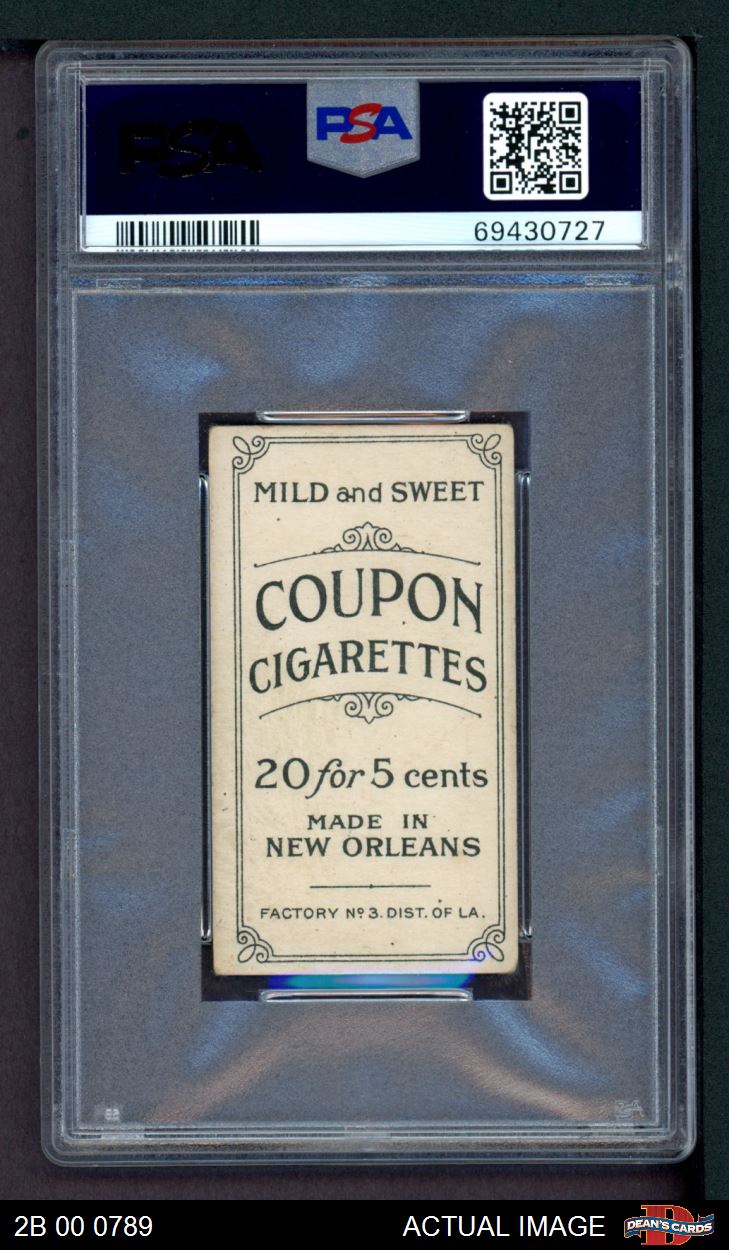 PSA
PSA
69430727
MILD and SWEET
COUPON
CIGARETTES
20 for 5 cents
MADE IN
NEW ORLEANS
FACTORY Nº 3. DIST. OF LA.
2B 00 0789
ACTUAL IMAGE
DEAN'S CARDS